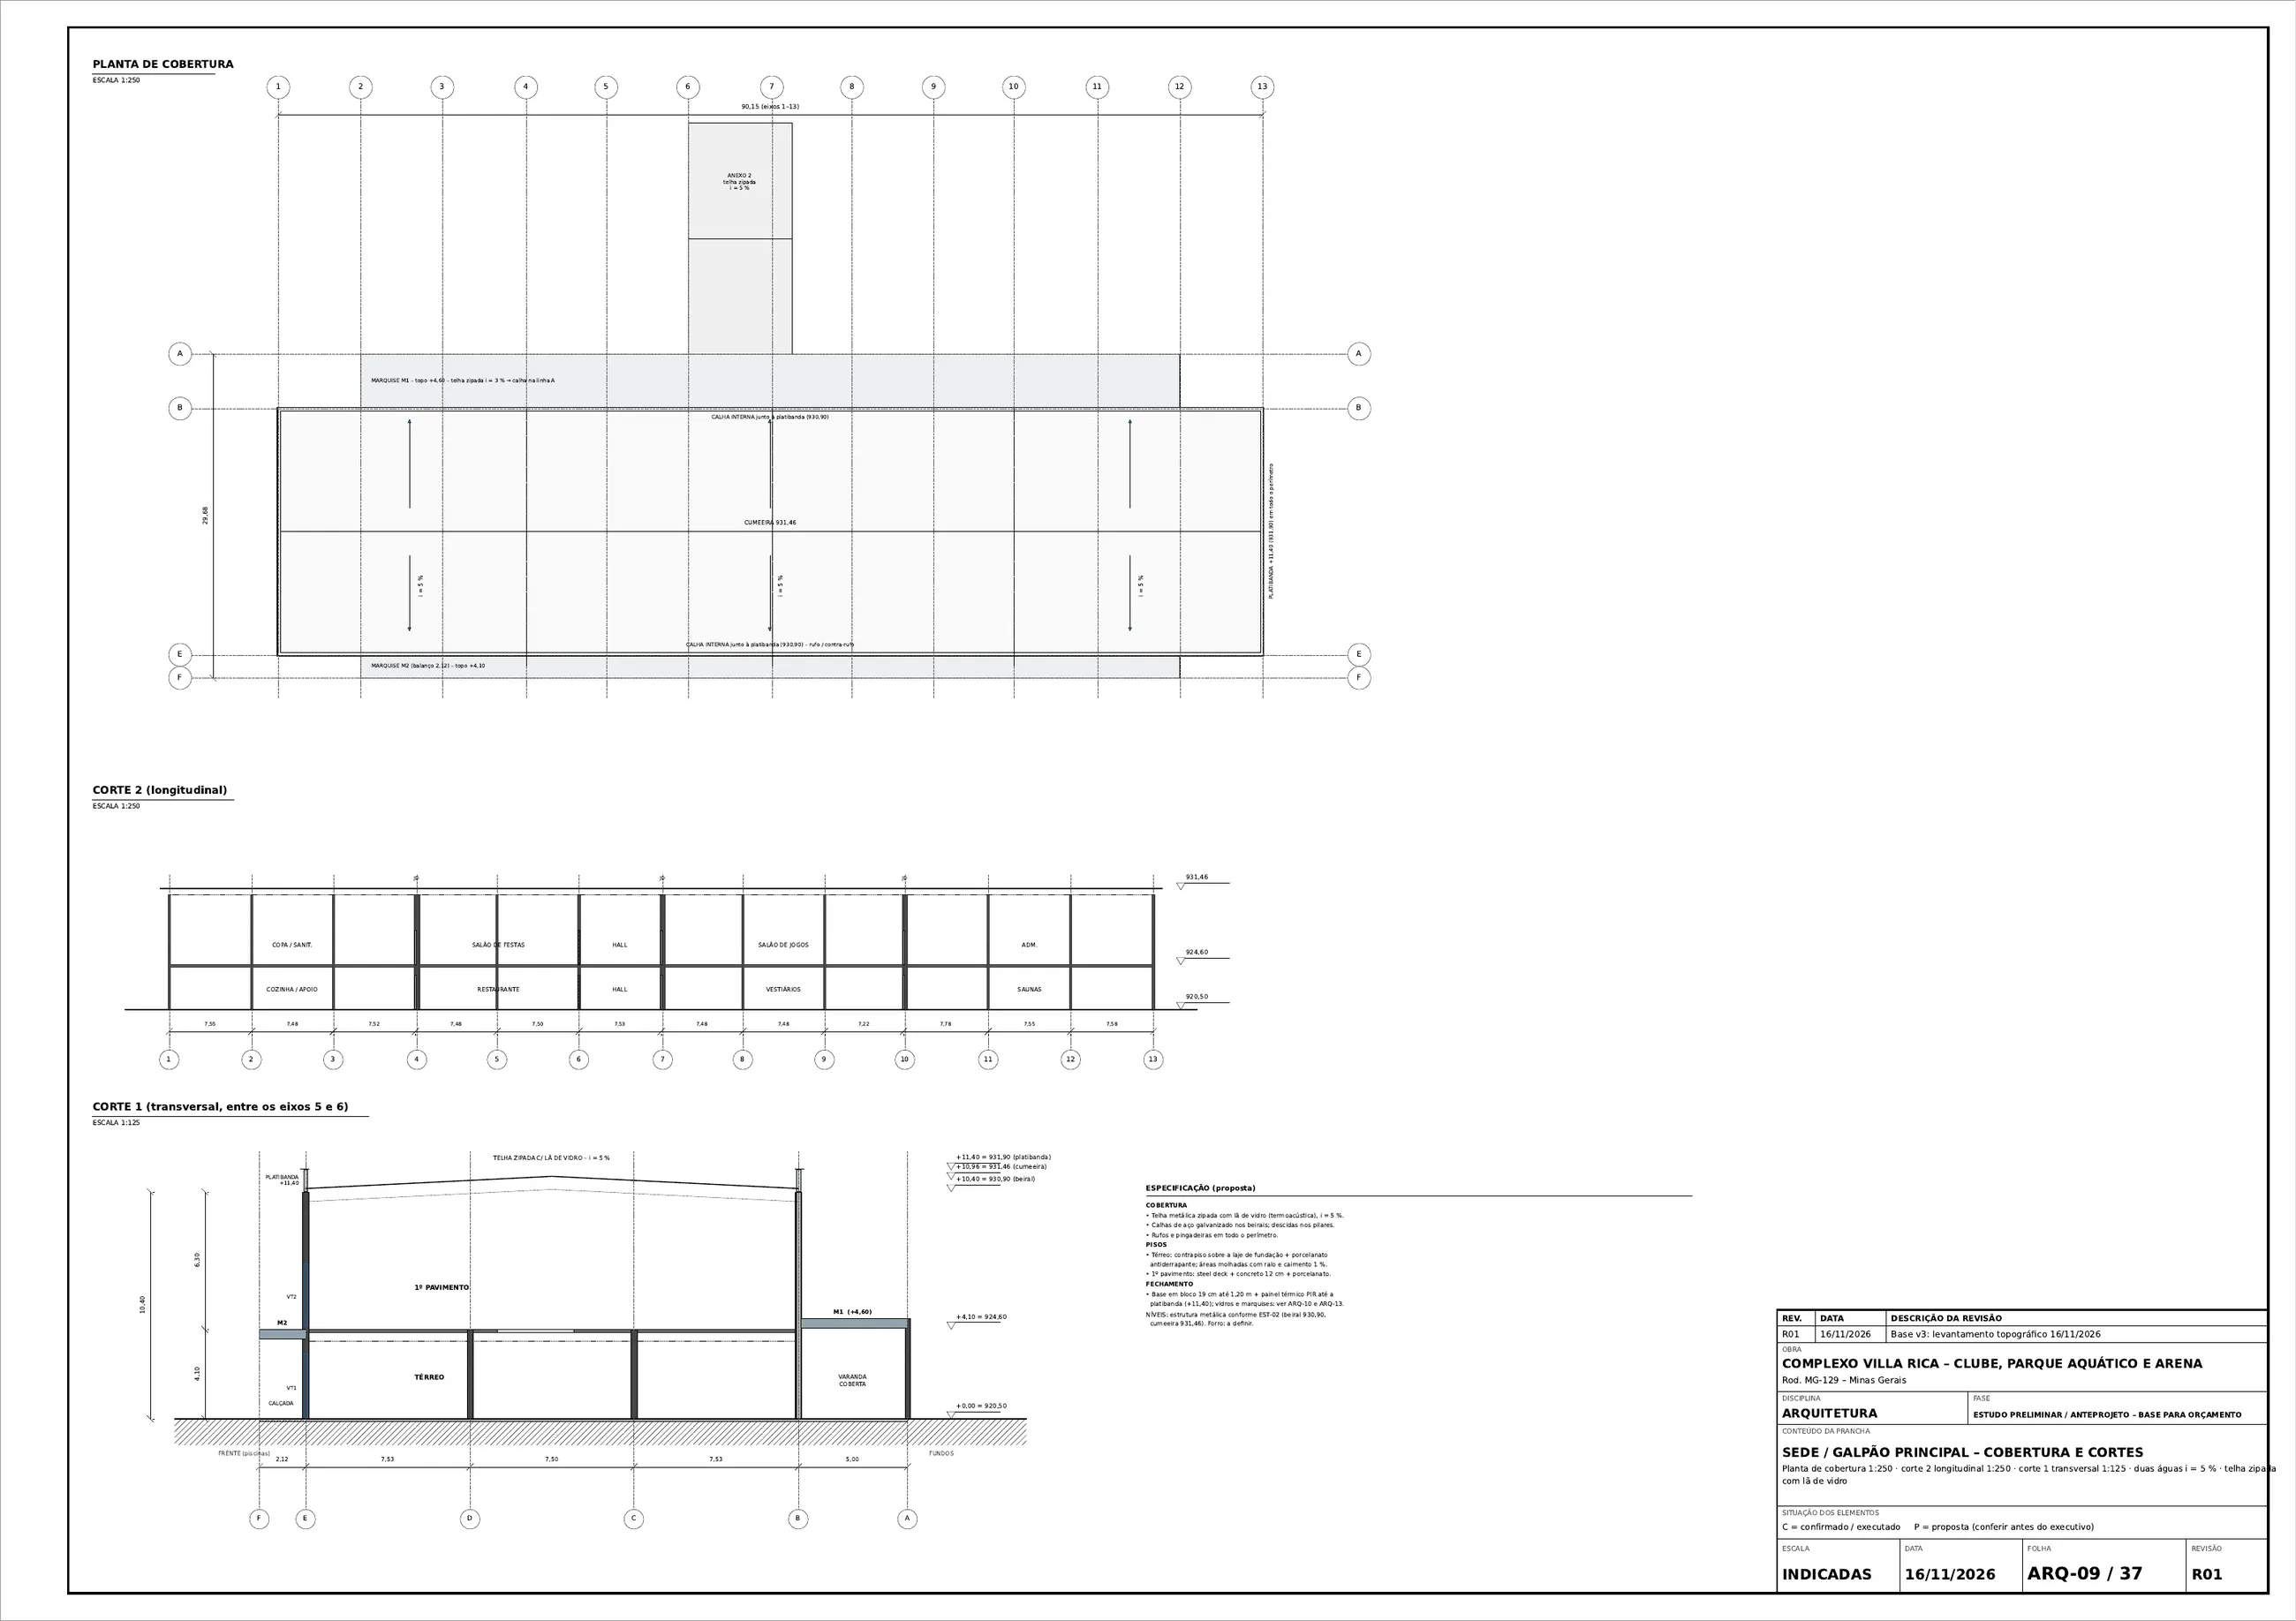 PLANTA DE COBERTURA
ESCALA 1:250
1 2 3 4 5 6 7 8 9 10 11 12 13
90,15 (eixos 1–13)
ANEXO 2
telha zipada
i = 5 %
A A
MARQUISE M1 – topo +4,60 – telha zipada i = 3 % → calha na linha A
B B
CALHA INTERNA junto à platibanda (930,90)
29,68
CUMEEIRA 931,46
PLATIBANDA +11,40 (931,90) em todo o perímetro
i = 5 % i = 5 % i = 5 %
CALHA INTERNA junto à platibanda (930,90) – rufo / contra-rufo
E E
MARQUISE M2 (balanço 2,12) – topo +4,10
F F
CORTE 2 (longitudinal)
ESCALA 1:250
JD JD JD
931,46
COPA / SANIT. SALÃO DE FESTAS HALL SALÃO DE JOGOS ADM.
924,60
COZINHA / APOIO RESTAURANTE HALL VESTIÁRIOS SAUNAS
920,50
7,55 7,48 7,52 7,48 7,50 7,53 7,48 7,48 7,22 7,78 7,55 7,58
1 2 3 4 5 6 7 8 9 10 11 12 13
CORTE 1 (transversal, entre os eixos 5 e 6)
ESCALA 1:125
TELHA ZIPADA C/ LÃ DE VIDRO – i = 5 %
+11,40 = 931,90 (platibanda)
+10,96 = 931,46 (cumeeira)
+10,40 = 930,90 (beiral)
PLATIBANDA
+11,40
10,40
6,30
1º PAVIMENTO
VT2
M2
M1 (+4,60)
+4,10 = 924,60
4,10
TÉRREO
VARANDA
COBERTA
VT1
CALÇADA
+0,00 = 920,50
FRENTE (piscinas)
FUNDOS
2,12 7,53 7,50 7,53 5,00
F E D C B A
ESPECIFICAÇÃO (proposta)
COBERTURA
• Telha metálica zipada com lã de vidro (termoacústica), i = 5 %.
• Calhas de aço galvanizado nos beirais; descidas nos pilares.
• Rufos e pingadeiras em todo o perímetro.
PISOS
• Térreo: contrapiso sobre a laje de fundação + porcelanato
antiderrapante; áreas molhadas com ralo e caimento 1 %.
• 1º pavimento: steel deck + concreto 12 cm + porcelanato.
FECHAMENTO
• Base em bloco 19 cm até 1,20 m + painel térmico PIR até a
platibanda (+11,40); vidros e marquises: ver ARQ-10 e ARQ-13.
NÍVEIS: estrutura metálica conforme EST-02 (beiral 930,90,
cumeeira 931,46). Forro: a definir.
REV. DATA DESCRIÇÃO DA REVISÃO
R01 16/11/2026 Base v3: levantamento topográfico 16/11/2026
OBRA
COMPLEXO VILLA RICA – CLUBE, PARQUE AQUÁTICO E ARENA
Rod. MG-129 – Minas Gerais
DISCIPLINA FASE
ARQUITETURA ESTUDO PRELIMINAR / ANTEPROJETO – BASE PARA ORÇAMENTO
CONTEÚDO DA PRANCHA
SEDE / GALPÃO PRINCIPAL – COBERTURA E CORTES
Planta de cobertura 1:250 · corte 2 longitudinal 1:250 · corte 1 transversal 1:125 · duas águas i = 5 % · telha zipada
com lã de vidro
SITUAÇÃO DOS ELEMENTOS
C = confirmado / executado P = proposta (conferir antes do executivo)
ESCALA DATA FOLHA REVISÃO
INDICADAS 16/11/2026 ARQ-09 / 37 R01